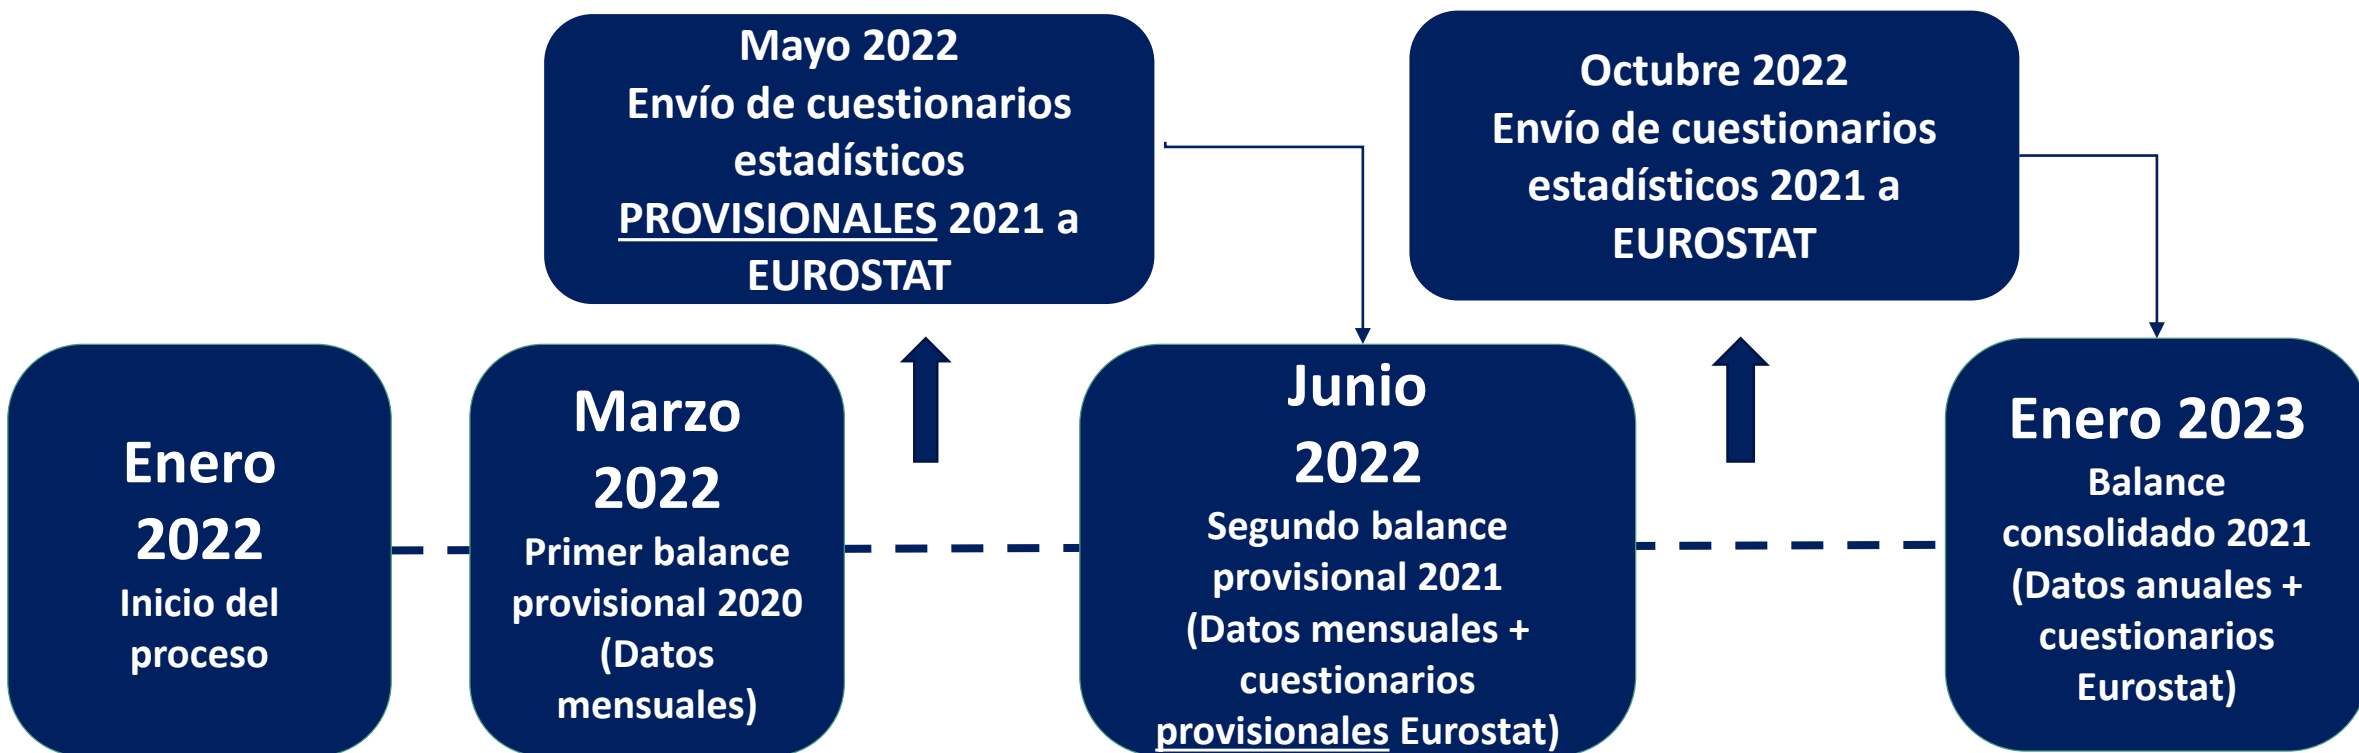 Mayo 2022
Envío de cuestionarios
estadísticos
PROVISIONALES 2021 a
EUROSTAT
Octubre 2022
Envío de cuestionarios
estadísticos 2021 a
EUROSTAT
Enero
2022
Inicio del
proceso
Marzo
2022
Primer balance
provisional 2020
(Datos
mensuales)
Junio
2022
Segundo balance
provisional 2021
(Datos mensuales +
cuestionarios
provisionales Eurostat)
Enero 2023
Balance
consolidado 2021
(Datos anuales +
cuestionarios
Eurostat)